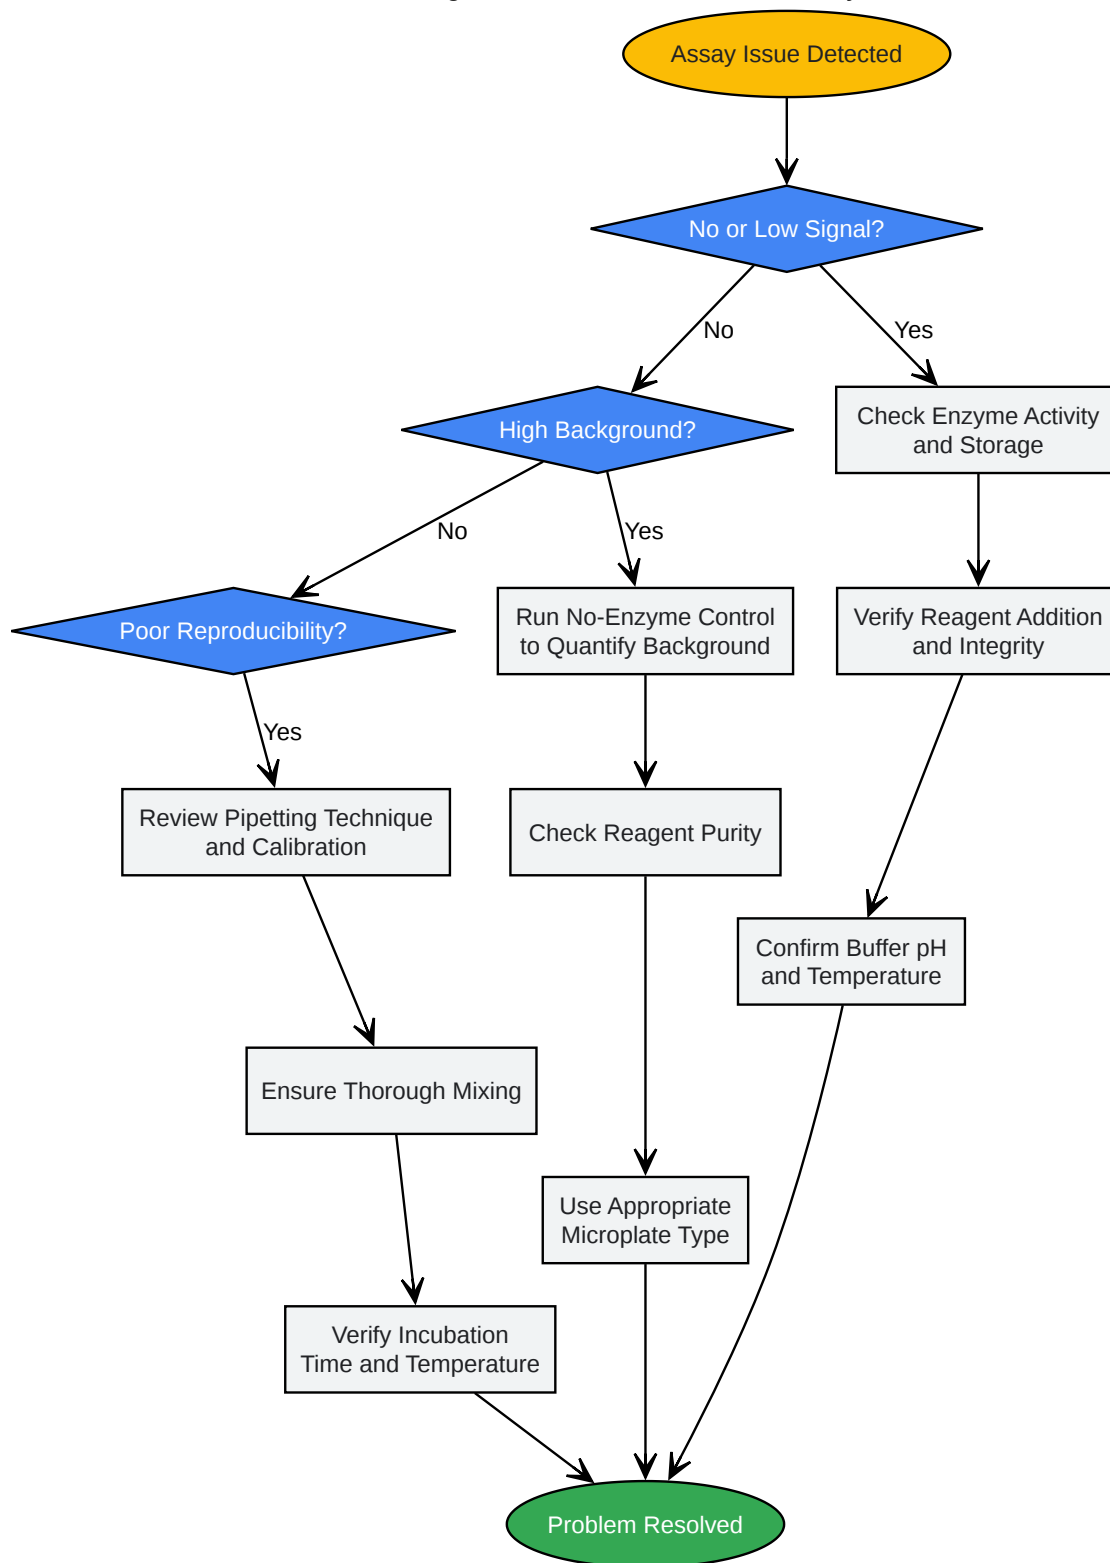 Assay Issue Detected
No or Low Signal?
No
Yes
High Background?
Check Enzyme Activity
and Storage
No
Yes
Poor Reproducibility?
Run No-Enzyme Control
to Quantify Background
Verify Reagent Addition
and Integrity
Yes
Review Pipetting Technique
and Calibration
Check Reagent Purity
Confirm Buffer pH
and Temperature
Ensure Thorough Mixing
Use Appropriate
Microplate Type
Verify Incubation
Time and Temperature
Problem Resolved